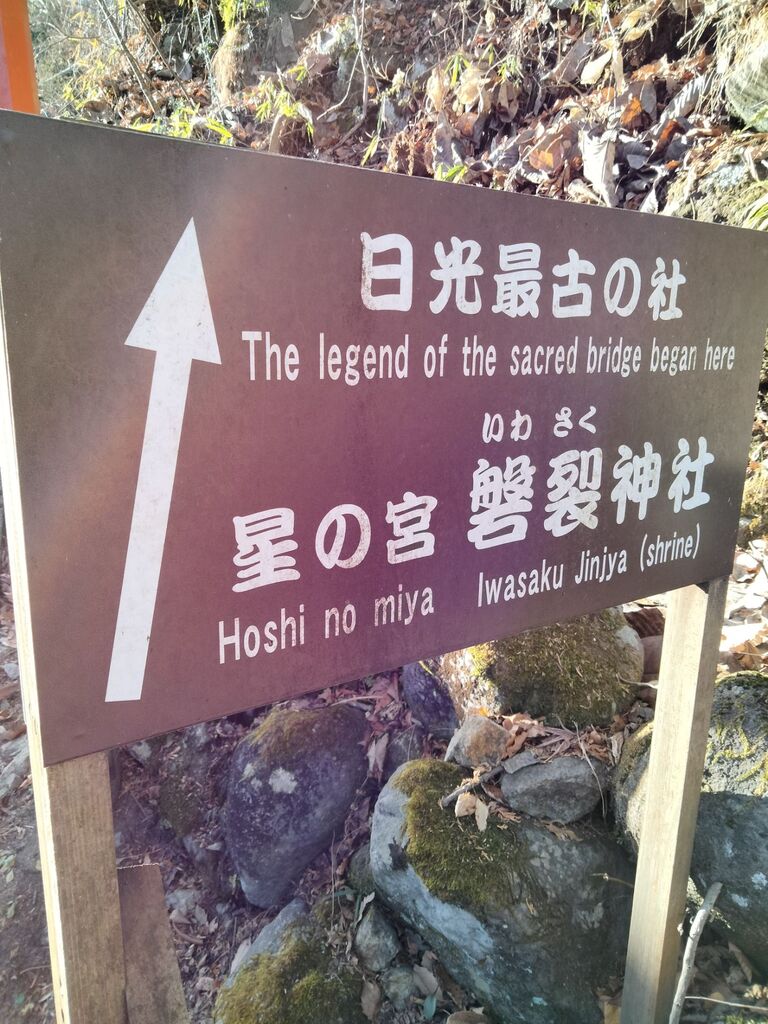 日光最古の社
The legend of the sacred bridge began here
いわ さく
星の宮 磐裂神社
Hoshi no miya Iwasaku Jinjya (shrine)